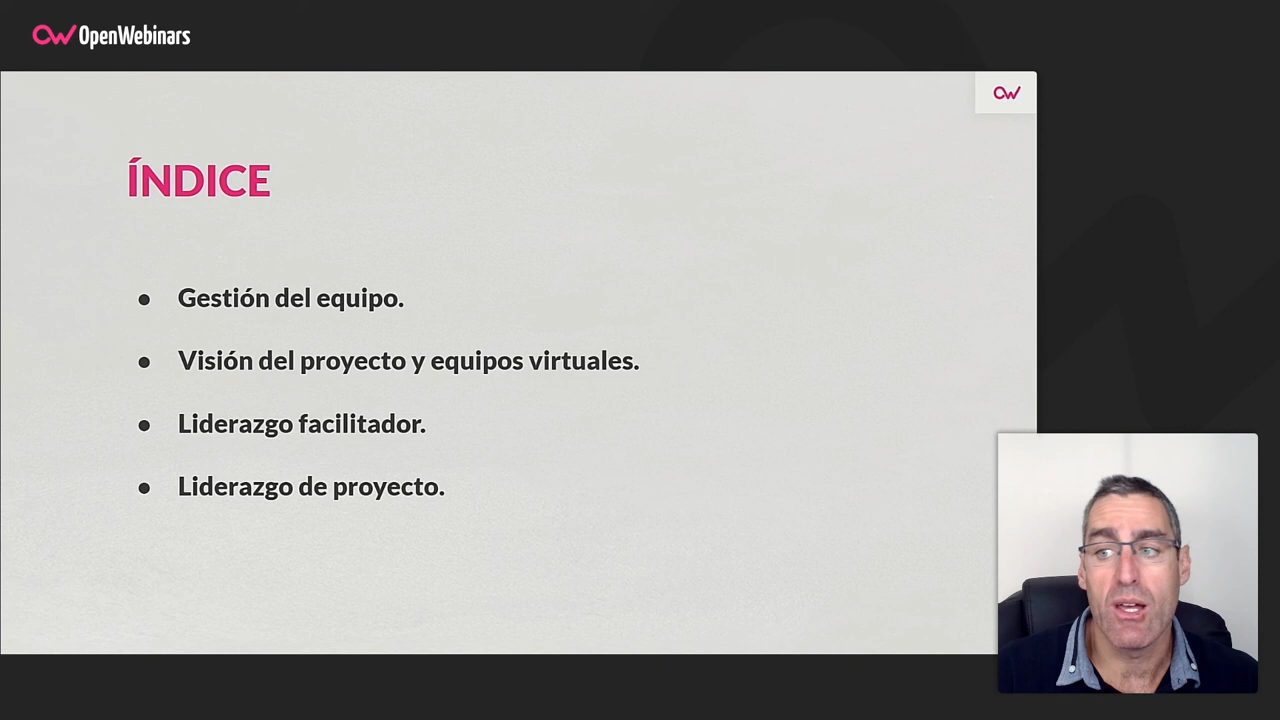 OpenWebinars
ÍNDICE
● Gestión del equipo.
● Visión del proyecto y equipos virtuales.
● Liderazgo facilitador.
● Liderazgo de proyecto.